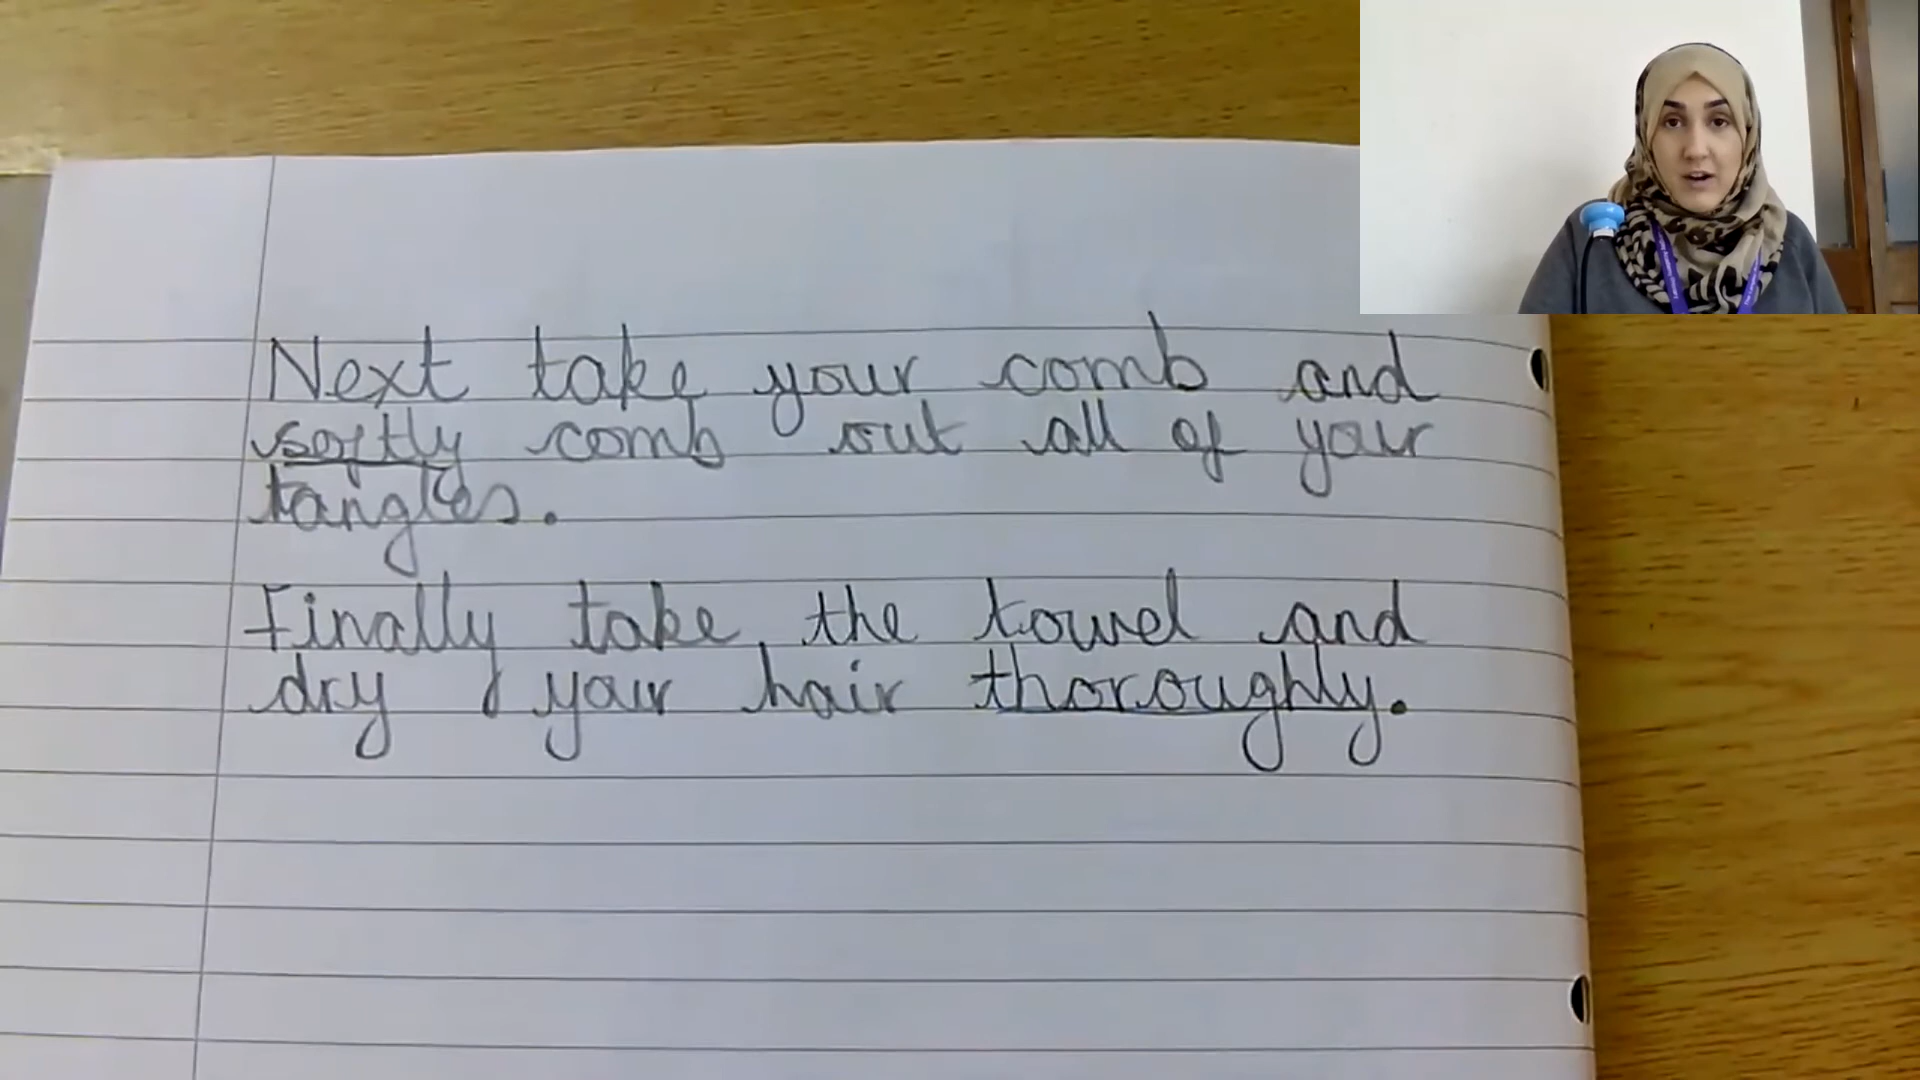 Next take your comb and
softly comb out all of your
tangles.
Finally take the towel and
dry your hair thoroughly.